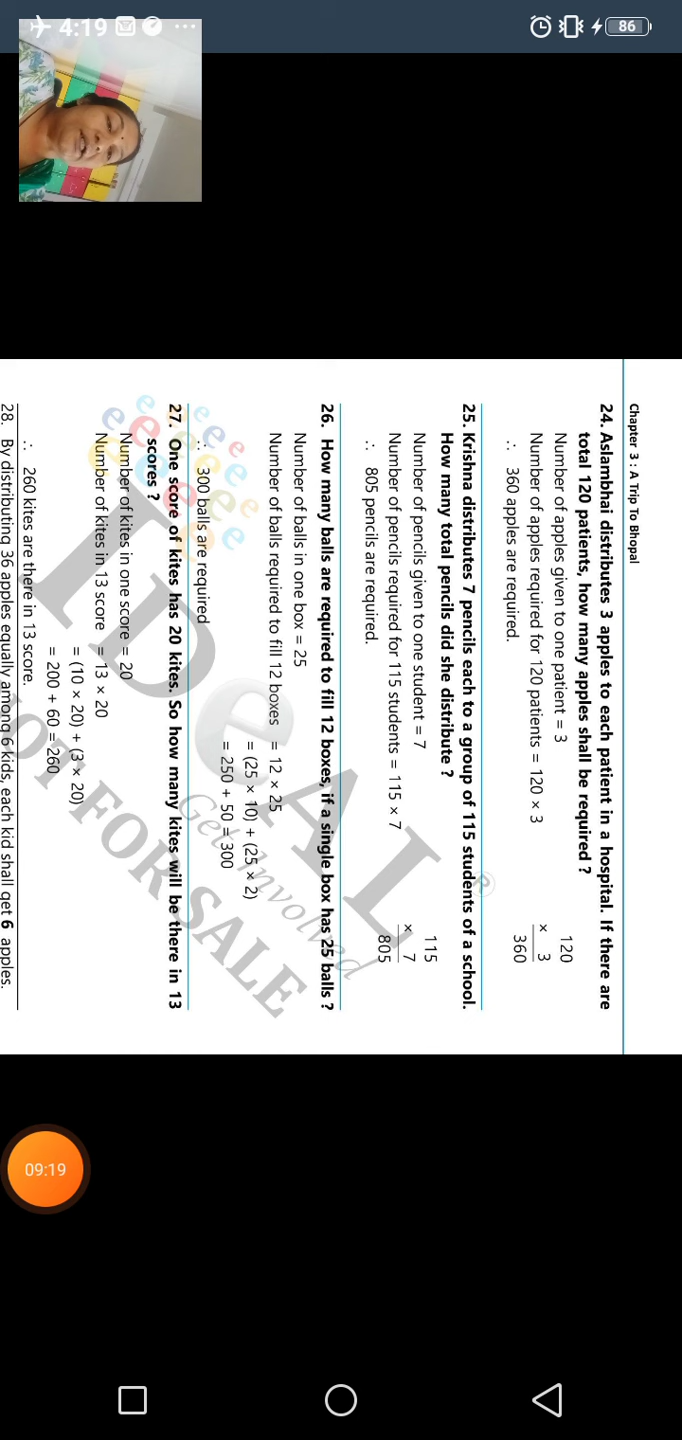 4:19
86
Chapter 3 : A Trip To Bhopal
24. Aslambhai distributes 3 apples to each patient in a hospital. If there are
total 120 patients, how many apples shall be required ?
Number of apples given to one patient = 3
120
Number of apples required for 120 patients = 120 × 3
× 3
∴ 360 apples are required.
360
25. Krishna distributes 7 pencils each to a group of 115 students of a school.
How many total pencils did she distribute ?
Number of pencils given to one student = 7
115
Number of pencils required for 115 students = 115 × 7
× 7
∴ 805 pencils are required.
805
26. How many balls are required to fill 12 boxes, if a single box has 25 balls ?
Number of balls in one box = 25
Number of balls required to fill 12 boxes = 12 × 25
= (25 × 10) + (25 × 2)
= 250 + 50 = 300
∴ 300 balls are required
27. One score of kites has 20 kites. So how many kites will be there in 13
scores ?
Number of kites in one score = 20
Number of kites in 13 score = 13 × 20
= (10 × 20) + (3 × 20)
= 200 + 60 = 260
∴ 260 kites are there in 13 score.
28. By distributing 36 apples equally among 6 kids, each kid shall get 6 apples.
IDeAL®
Get Involved
NOT FOR SALE
09:19